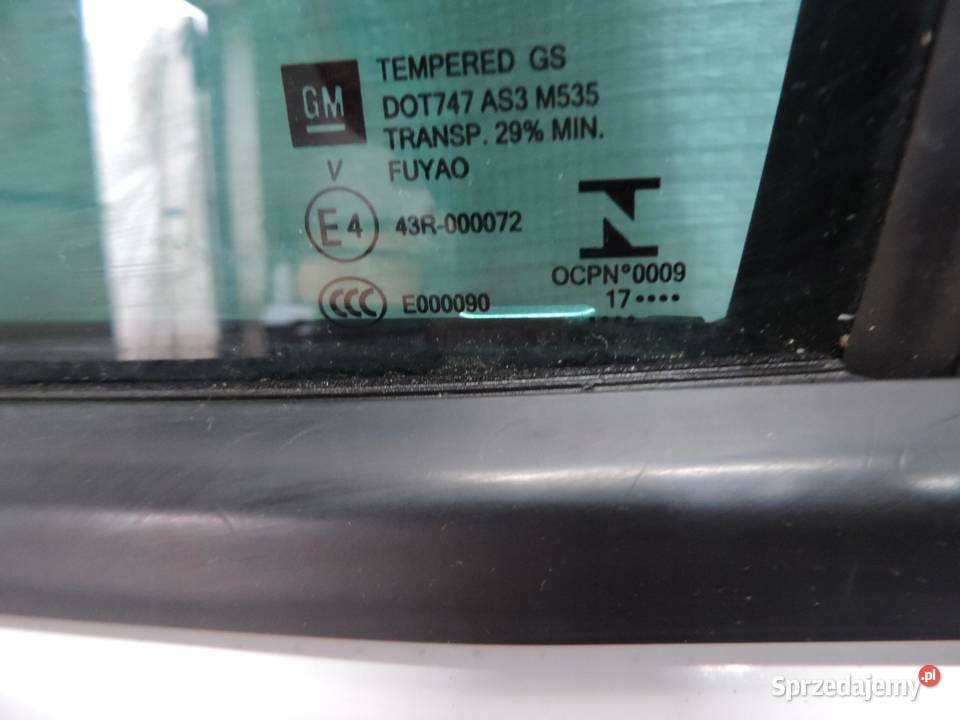 GM
TEMPERED GS
DOT747 AS3 M535
TRANSP. 29% MIN.
V FUYAO
E4 43R-000072
OCPN°0009
CCC E000090
17••••
Sprzedajemy.pl